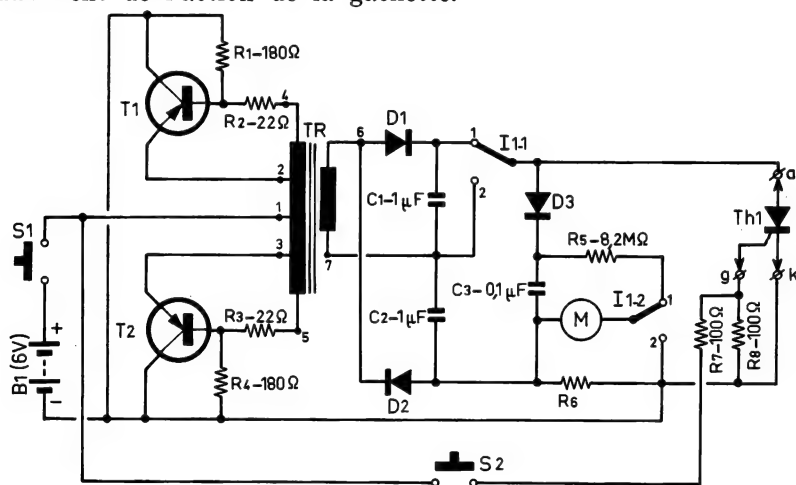 de l'action de la gâchette.
R1-180Ω
T1
4
R2-22Ω
TR
6
D1
1
I1-1
a
2
2
D3
Th1
C1-1μF
1
S1
R5-8,2MΩ
3
7
g
k
C3-0,1μF
I1-2
1
R3-22Ω
C2-1μF
M
T2
5
2
R7-100Ω
R8-100Ω
+
B1 (6V)
R4-180Ω
D2
R6
-
S2